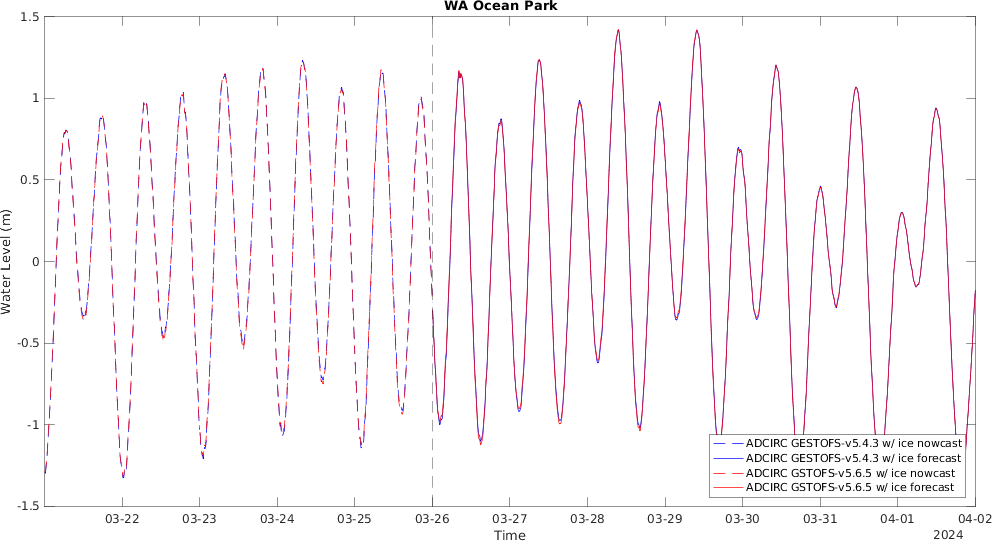 WA Ocean Park
1.5
1
0.5
0
-0.5
-1
-1.5
Water Level (m)
ADCIRC GESTOFS-v5.4.3 w/ ice nowcast
ADCIRC GESTOFS-v5.4.3 w/ ice forecast
ADCIRC GSTOFS-v5.6.5 w/ ice nowcast
ADCIRC GSTOFS-v5.6.5 w/ ice forecast
03-22 03-23 03-24 03-25 03-26 03-27 03-28 03-29 03-30 03-31 04-01 04-02
Time
2024